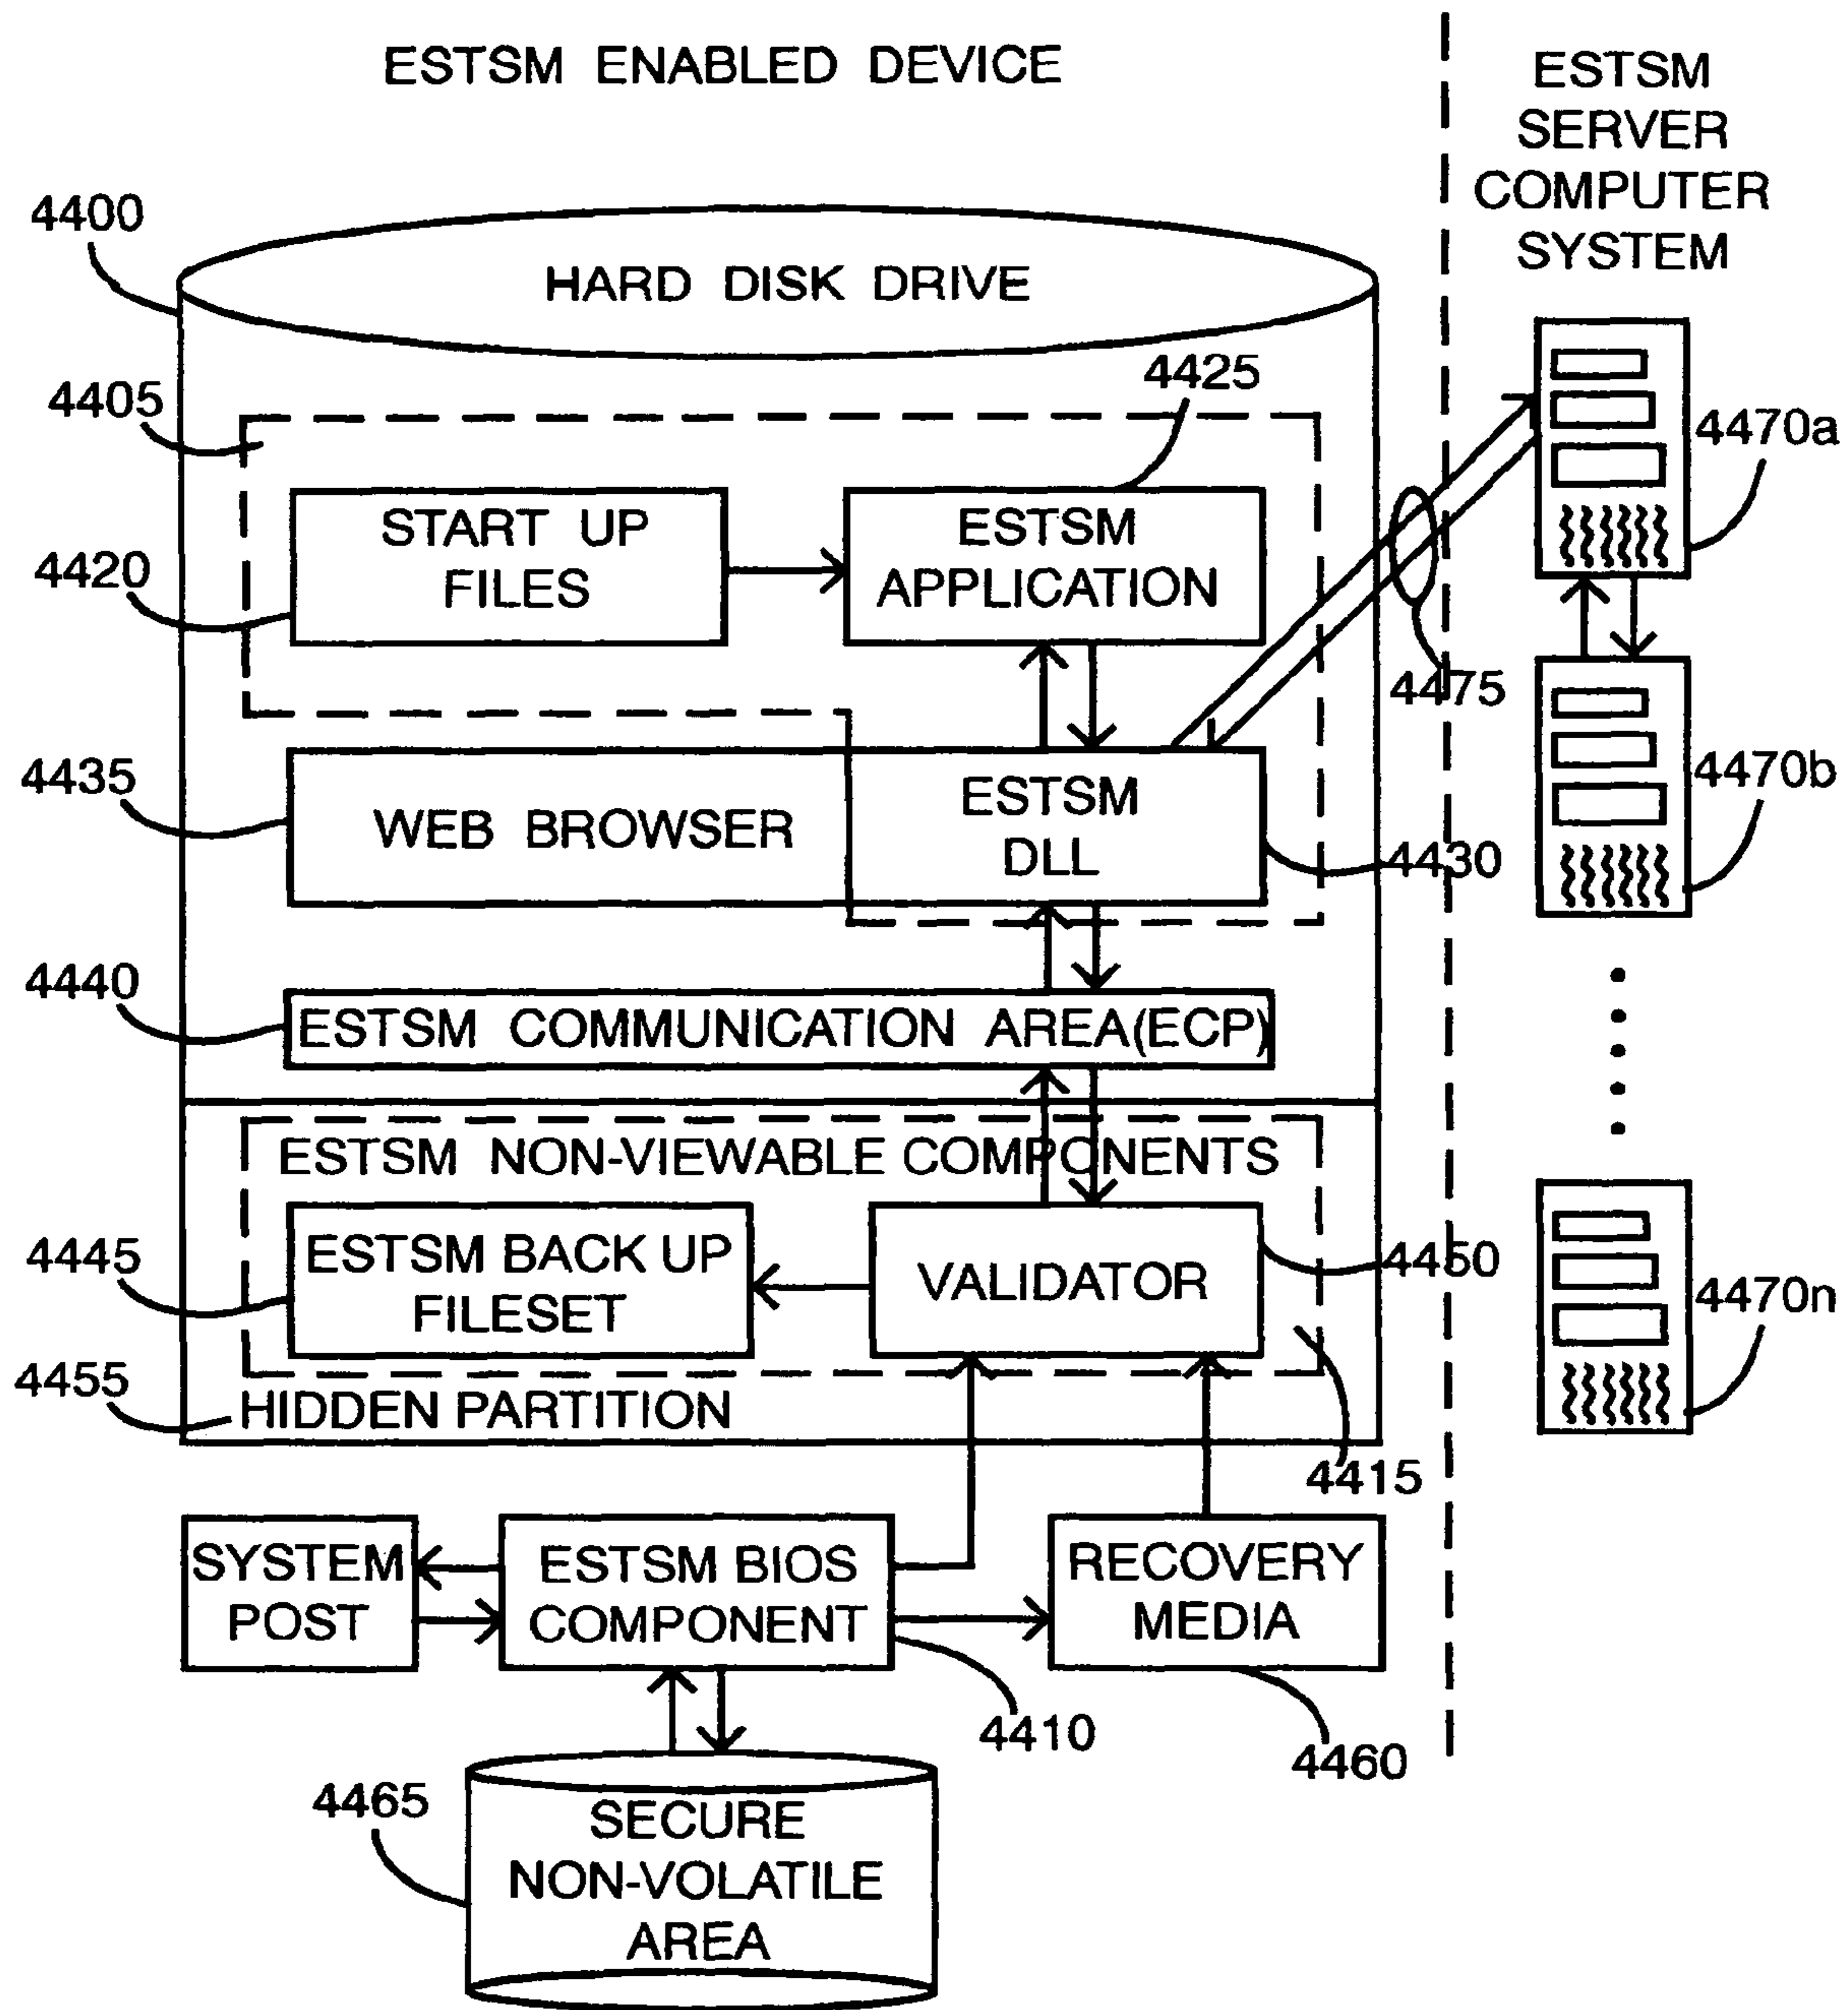 ESTSM ENABLED DEVICE
ESTSM
SERVER
COMPUTER
SYSTEM
4400
HARD DISK DRIVE
4405
4425
4470a
START UP
FILES
ESTSM
APPLICATION
4420
4475
4435
WEB BROWSER
ESTSM
DLL
4430
4470b
4440
ESTSM COMMUNICATION AREA(ECP)
ESTSM NON-VIEWABLE COMPONENTS
4445
ESTSM BACK UP
FILESET
VALIDATOR
4450
4470n
4455
HIDDEN PARTITION
4415
SYSTEM
POST
ESTSM BIOS
COMPONENT
RECOVERY
MEDIA
4410
4460
4465
SECURE
NON-VOLATILE
AREA